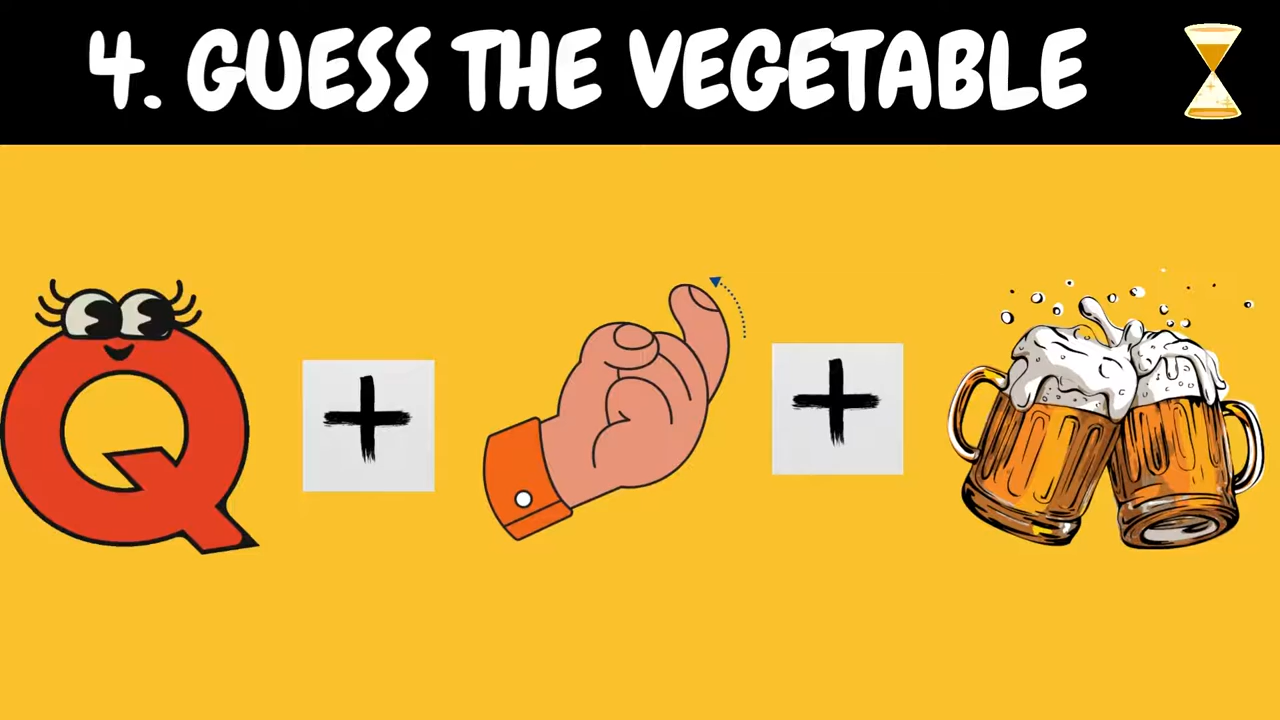 4. GUESS THE VEGETABLE
Q + +